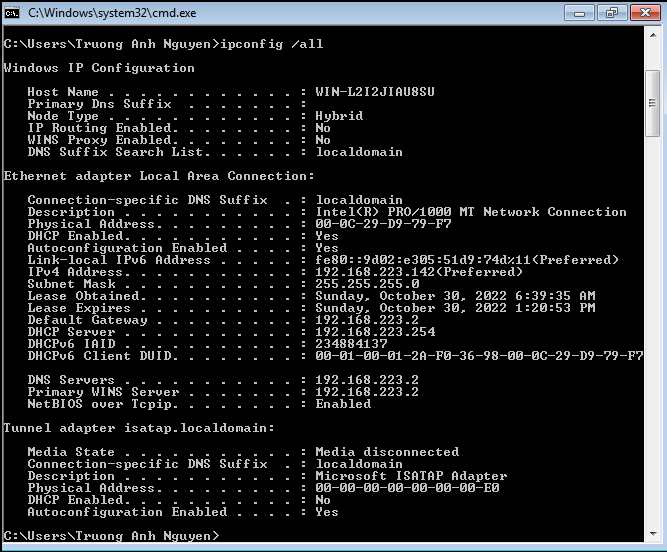 C:\Windows\system32\cmd.exe
C:\Users\Truong Anh Nguyen>ipconfig /all
Windows IP Configuration
Host Name . . . . . . . . . . . . : WIN-L2I2JIAU8SU
Primary Dns Suffix  . . . . . . . :
Node Type . . . . . . . . . . . . : Hybrid
IP Routing Enabled. . . . . . . . : No
WINS Proxy Enabled. . . . . . . . : No
DNS Suffix Search List. . . . . . : localdomain
Ethernet adapter Local Area Connection:
Connection-specific DNS Suffix  . : localdomain
Description . . . . . . . . . . . : Intel(R) PRO/1000 MT Network Connection
Physical Address. . . . . . . . . : 00-0C-29-D9-79-F7
DHCP Enabled. . . . . . . . . . . : Yes
Autoconfiguration Enabled . . . . : Yes
Link-local IPv6 Address . . . . . : fe80::9d02:e305:51d9:74d%11(Preferred)
IPv4 Address. . . . . . . . . . . : 192.168.223.142(Preferred)
Subnet Mask . . . . . . . . . . . : 255.255.255.0
Lease Obtained. . . . . . . . . . : Sunday, October 30, 2022 6:39:35 AM
Lease Expires . . . . . . . . . . : Sunday, October 30, 2022 1:20:53 PM
Default Gateway . . . . . . . . . : 192.168.223.2
DHCP Server . . . . . . . . . . . : 192.168.223.254
DHCPv6 IAID . . . . . . . . . . . : 234884137
DHCPv6 Client DUID. . . . . . . . : 00-01-00-01-2A-F0-36-98-00-0C-29-D9-79-F7
DNS Servers . . . . . . . . . . . : 192.168.223.2
Primary WINS Server . . . . . . . : 192.168.223.2
NetBIOS over Tcpip. . . . . . . . : Enabled
Tunnel adapter isatap.localdomain:
Media State . . . . . . . . . . . : Media disconnected
Connection-specific DNS Suffix  . : localdomain
Description . . . . . . . . . . . : Microsoft ISATAP Adapter
Physical Address. . . . . . . . . : 00-00-00-00-00-00-00-E0
DHCP Enabled. . . . . . . . . . . : No
Autoconfiguration Enabled . . . . : Yes
C:\Users\Truong Anh Nguyen>